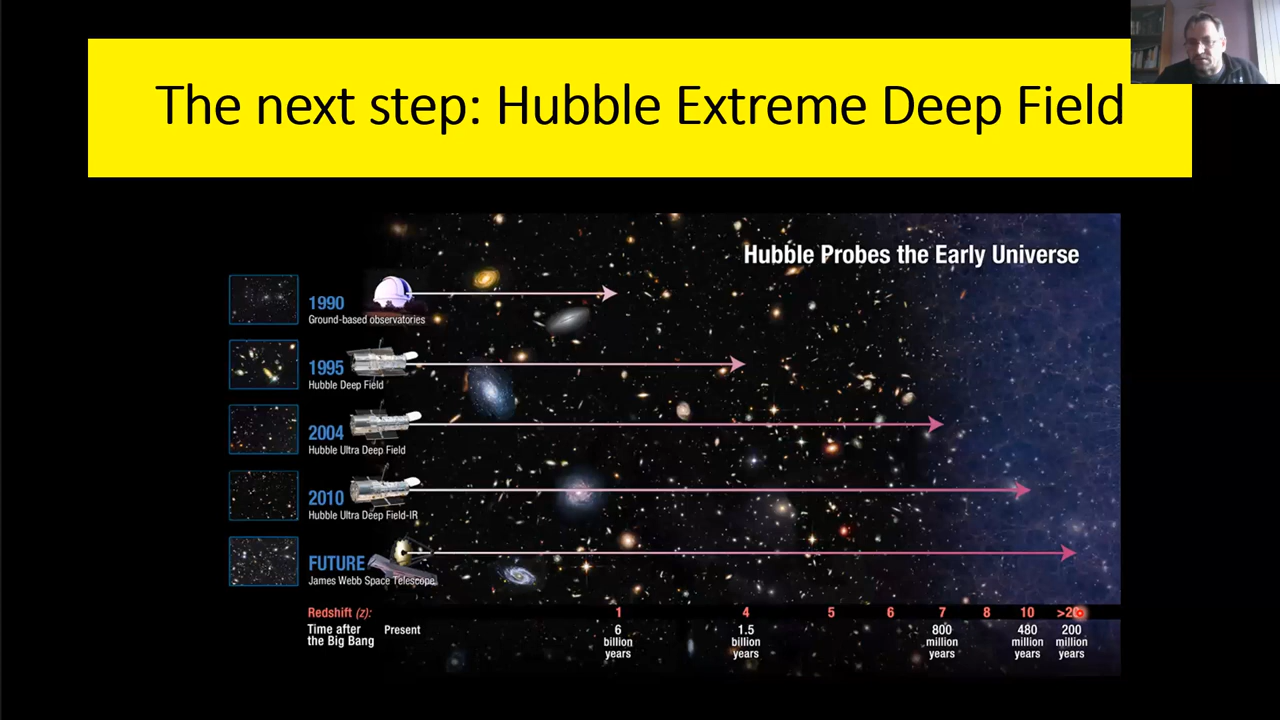 The next step: Hubble Extreme Deep Field
Hubble Probes the Early Universe
1990
Ground-based observatories
1995
Hubble Deep Field
2004
Hubble Ultra Deep Field
2010
Hubble Ultra Deep Field-IR
FUTURE
James Webb Space Telescope
Redshift (z): 1 4 5 6 7 8 10 >20
Time after the Big Bang
Present
6 billion years
1.5 billion years
800 million years
480 million years
200 million years